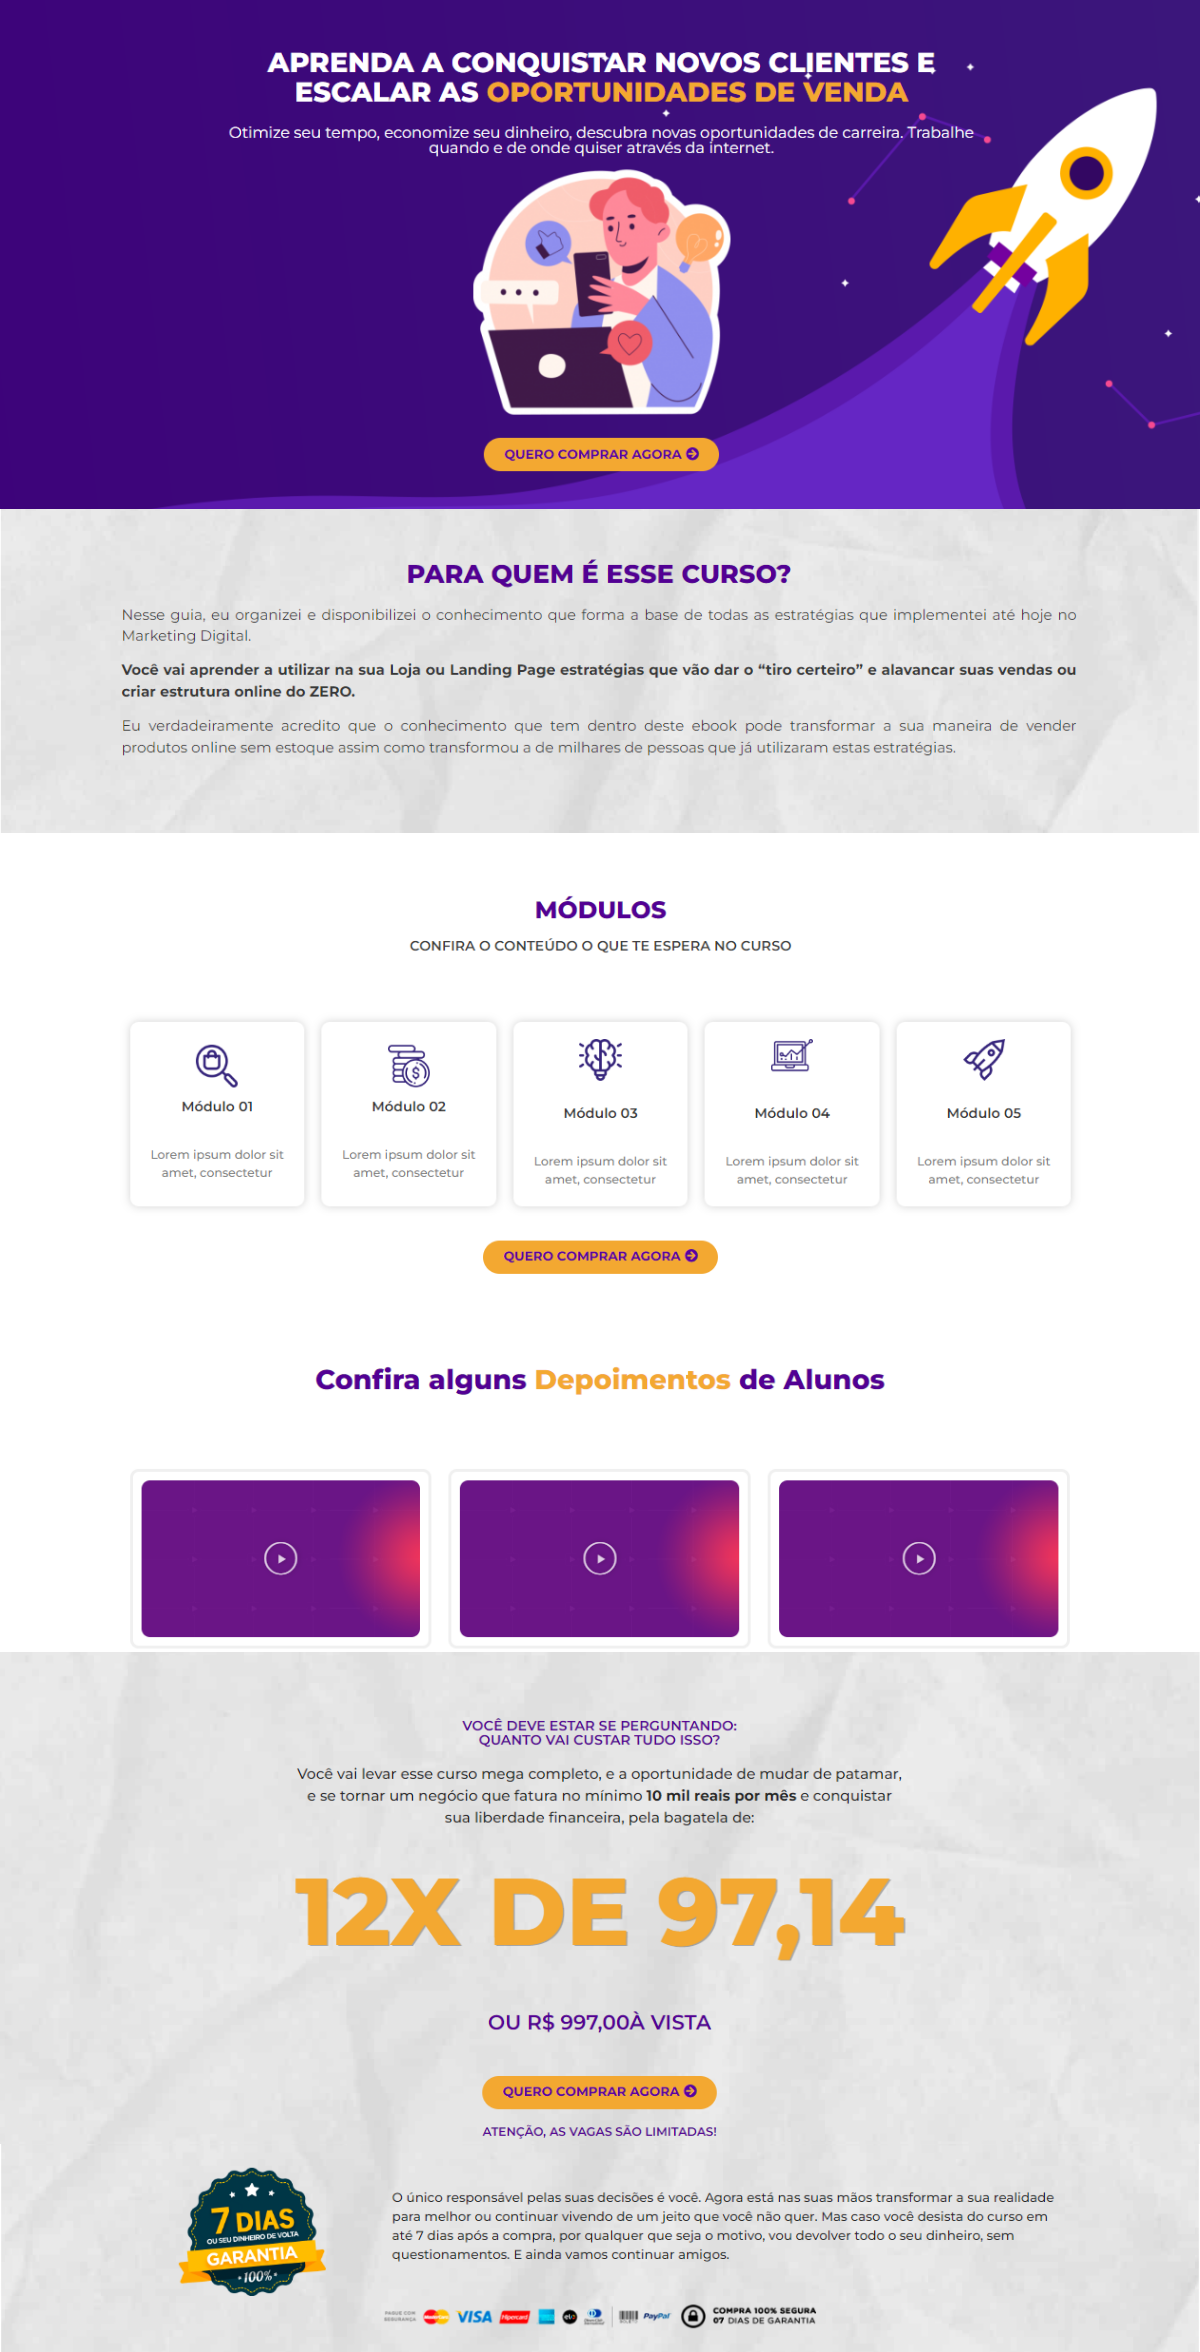 APRENDA A CONQUISTAR NOVOS CLIENTES E
ESCALAR AS OPORTUNIDADES DE VENDA
Otimize seu tempo, economize seu dinheiro, descubra novas oportunidades de carreira. Trabalhe
quando e de onde quiser através da internet.
QUERO COMPRAR AGORA
PARA QUEM É ESSE CURSO?
Nesse guia, eu organizei e disponibilizei o conhecimento que forma a base de todas as estratégias que implementei até hoje no
Marketing Digital.
Você vai aprender a utilizar na sua Loja ou Landing Page estratégias que vão dar o “tiro certeiro” e alavancar suas vendas ou
criar estrutura online do ZERO.
Eu verdadeiramente acredito que o conhecimento que tem dentro deste ebook pode transformar a sua maneira de vender
produtos online sem estoque assim como transformou a de milhares de pessoas que já utilizaram estas estratégias.
MÓDULOS
CONFIRA O CONTEÚDO O QUE TE ESPERA NO CURSO
Módulo 01
Lorem ipsum dolor sit
amet, consectetur
Módulo 02
Lorem ipsum dolor sit
amet, consectetur
Módulo 03
Lorem ipsum dolor sit
amet, consectetur
Módulo 04
Lorem ipsum dolor sit
amet, consectetur
Módulo 05
Lorem ipsum dolor sit
amet, consectetur
QUERO COMPRAR AGORA
Confira alguns Depoimentos de Alunos
VOCÊ DEVE ESTAR SE PERGUNTANDO:
QUANTO VAI CUSTAR TUDO ISSO?
Você vai levar esse curso mega completo, e a oportunidade de mudar de patamar,
e se tornar um negócio que fatura no mínimo 10 mil reais por mês e conquistar
sua liberdade financeira, pela bagatela de:
12X DE 97,14
OU R$ 997,00À VISTA
QUERO COMPRAR AGORA
ATENÇÃO, AS VAGAS SÃO LIMITADAS!
7 DIAS
OU SEU DINHEIRO DE VOLTA
GARANTIA
100%
O único responsável pelas suas decisões é você. Agora está nas suas mãos transformar a sua realidade
para melhor ou continuar vivendo de um jeito que você não quer. Mas caso você desista do curso em
até 7 dias após a compra, por qualquer que seja o motivo, vou devolver todo o seu dinheiro, sem
questionamentos. E ainda vamos continuar amigos.
PAGUE COM
SEGURANÇA
VISA
Hipercard
elo
PayPal
COMPRA 100% SEGURA
07 DIAS DE GARANTIA